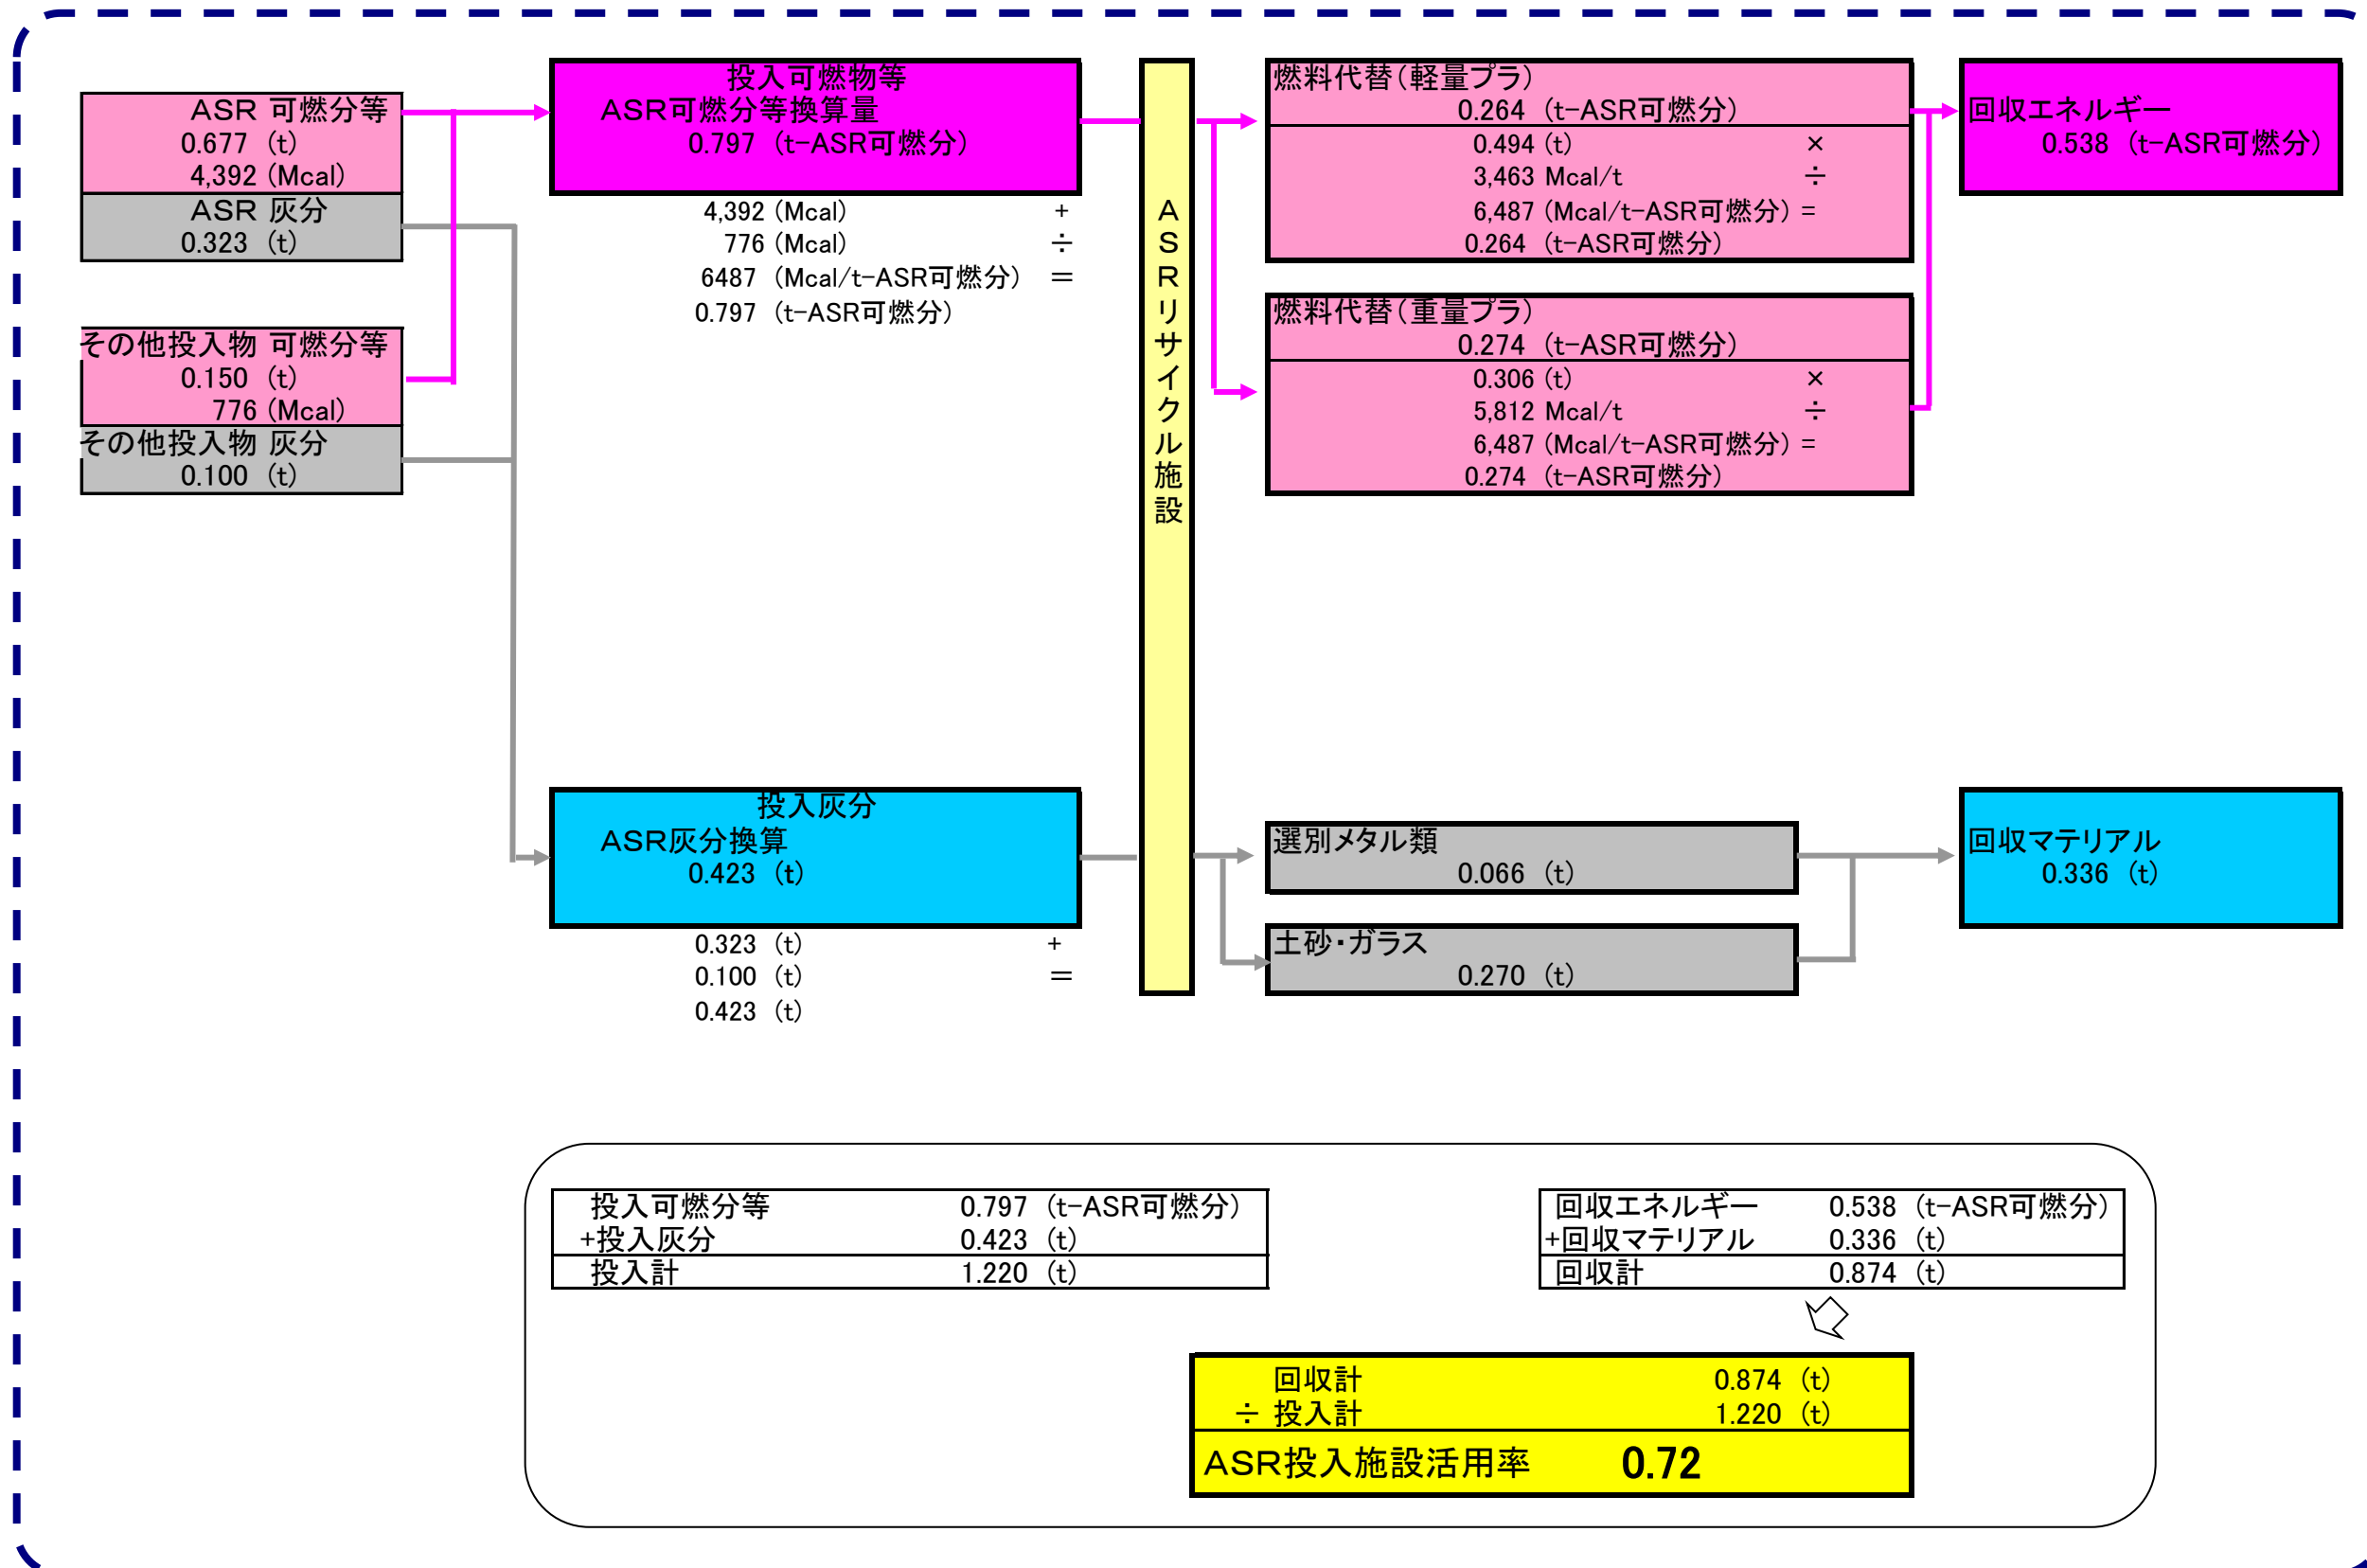 ASR 可燃分等
0.677 (t)
4,392 (Mcal)
ASR 灰分
0.323 (t)
その他投入物 可燃分等
0.150 (t)
776 (Mcal)
その他投入物 灰分
0.100 (t)
投入可燃物等
ASR可燃分等換算量
0.797 (t-ASR可燃分)
4,392 (Mcal) +
776 (Mcal) ÷
6487 (Mcal/t-ASR可燃分) =
0.797 (t-ASR可燃分)
投入灰分
ASR灰分換算
0.423 (t)
0.323 (t) +
0.100 (t) =
0.423 (t)
ASRリサイクル施設
燃料代替(軽量プラ)
0.264 (t-ASR可燃分)
0.494 (t) ×
3,463 Mcal/t ÷
6,487 (Mcal/t-ASR可燃分) =
0.264 (t-ASR可燃分)
燃料代替(重量プラ)
0.274 (t-ASR可燃分)
0.306 (t) ×
5,812 Mcal/t ÷
6,487 (Mcal/t-ASR可燃分) =
0.274 (t-ASR可燃分)
選別メタル類
0.066 (t)
土砂・ガラス
0.270 (t)
回収エネルギー
0.538 (t-ASR可燃分)
回収マテリアル
0.336 (t)
投入可燃分等 0.797 (t-ASR可燃分)
+投入灰分 0.423 (t)
投入計 1.220 (t)
回収エネルギー 0.538 (t-ASR可燃分)
+回収マテリアル 0.336 (t)
回収計 0.874 (t)
回収計 0.874 (t)
÷ 投入計 1.220 (t)
ASR投入施設活用率 0.72